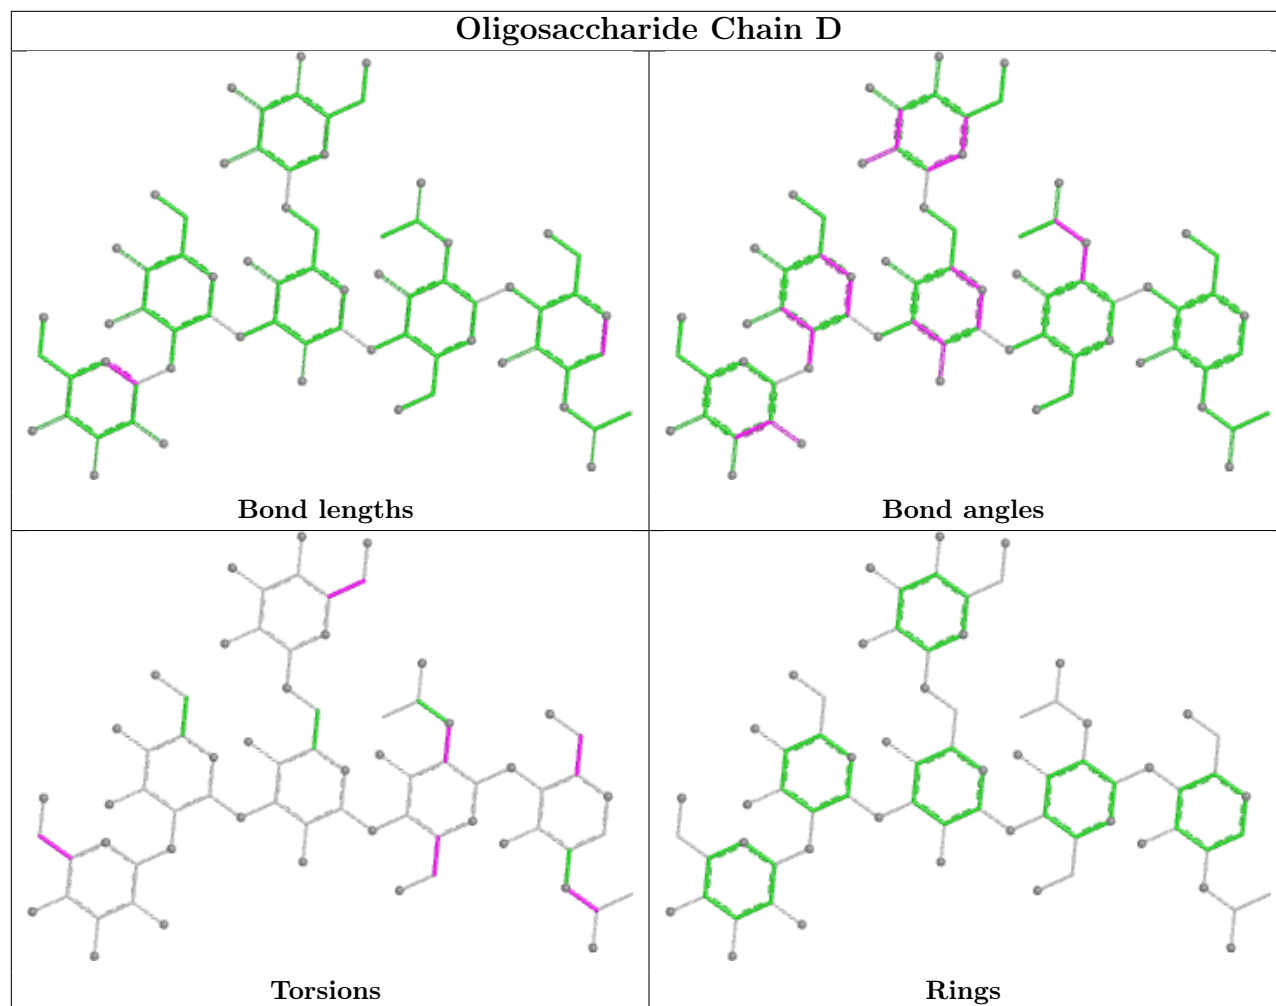 Oligosaccharide Chain D
Bond lengths
Bond angles
Torsions
Rings